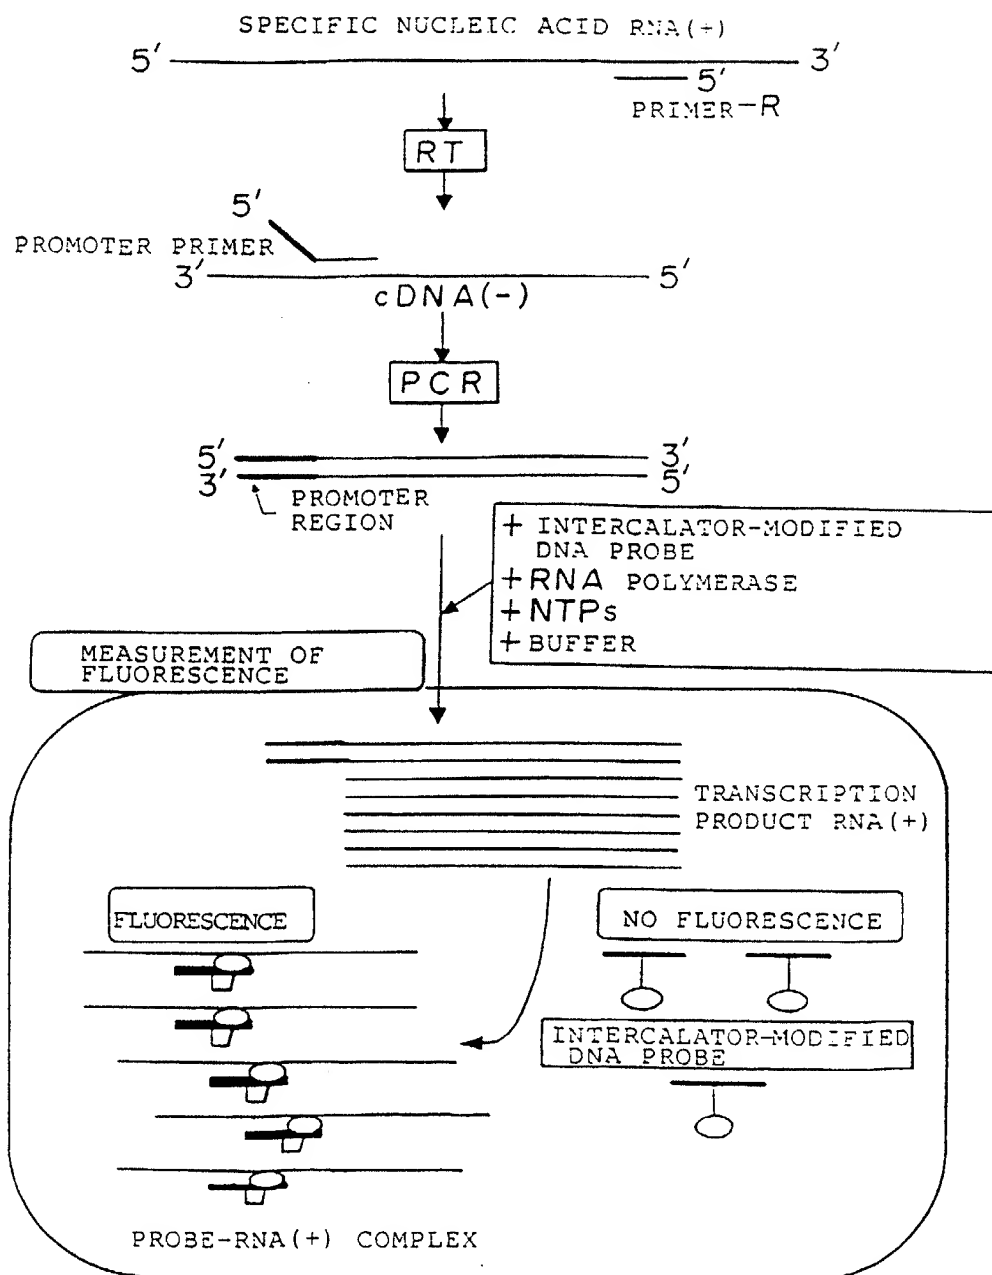 SPECIFIC NUCLEIC ACID RNA(+)
5' 3'
5'
PRIMER-R
RT
5'
PROMOTER PRIMER
3' 5'
cDNA(-)
PCR
5' 3'
3' 5'
PROMOTER
REGION
+ INTERCALATOR-MODIFIED
DNA PROBE
+RNA POLYMERASE
+NTPs
+BUFFER
MEASUREMENT OF
FLUORESCENCE
TRANSCRIPTION
PRODUCT RNA(+)
FLUORESCENCE
NO FLUORESCENCE
INTERCALATOR-MODIFIED
DNA PROBE
PROBE-RNA(+) COMPLEX